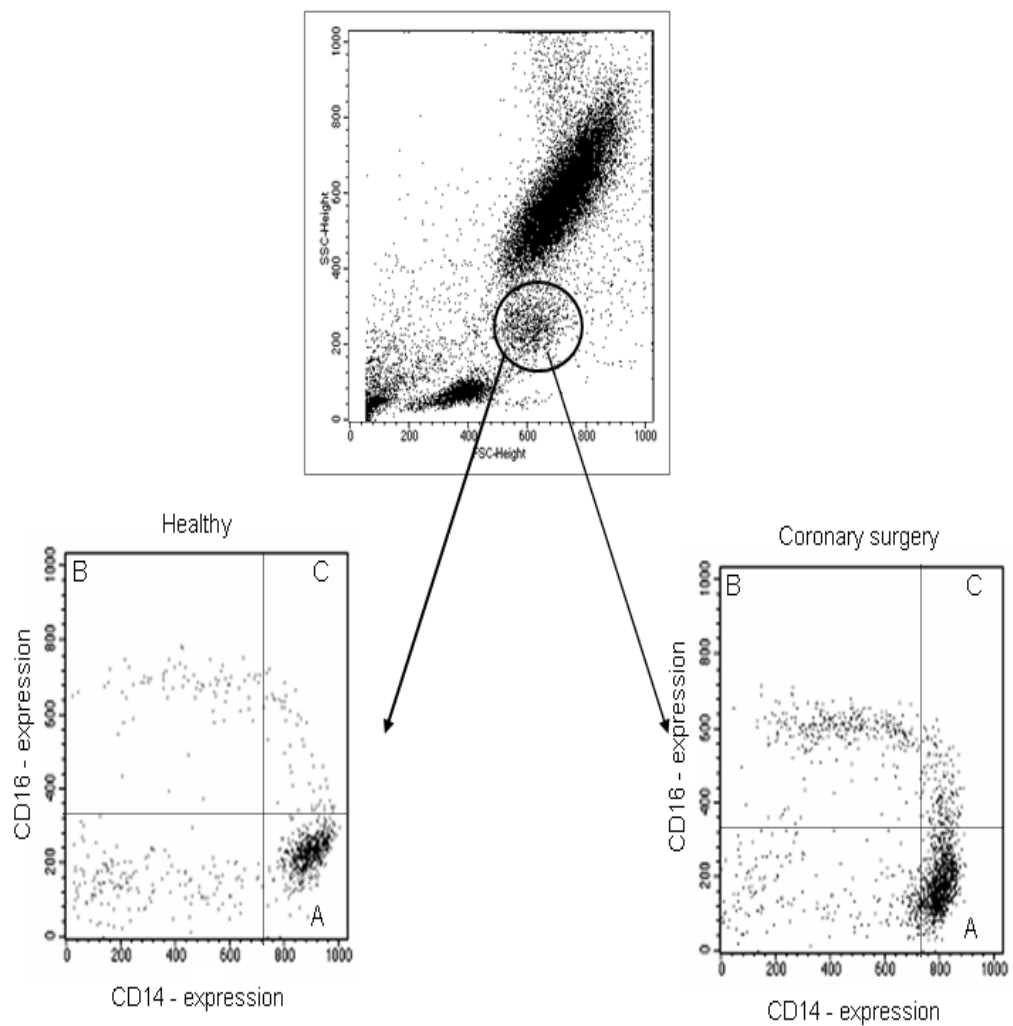 1000
800
600
400
200
0
SSC-Height
0 200 400 600 800 1000
FSC-Height
Healthy
B C
A
1000
800
600
400
200
0
CD16 - expression
0 200 400 600 800 1000
CD14 - expression
Coronary surgery
B C
A
1000
800
600
400
200
0
CD16 - expression
0 200 400 600 800 1000
CD14 - expression